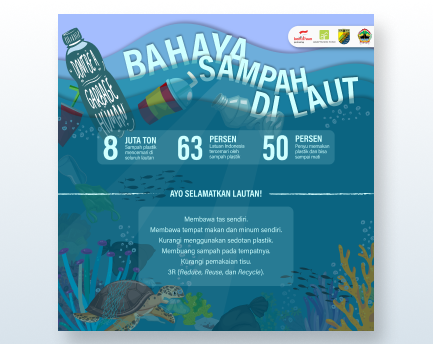 DON'T BE A
GARBAGE
HUMAN
BAHAYA
SAMPAH
DI LAUT
8 JUTA TON
Sampah plastik
mencemari di
seluruh lautan
63 PERSEN
Lautan Indonesia
tercemari oleh
sampah plastik
50 PERSEN
Penyu memakan
plastik dan bisa
sampai mati
AYO SELAMATKAN LAUTAN!
Membawa tas sendiri.
Membawa tempat makan dan minum sendiri.
Kurangi menggunakan sedotan plastik.
Membuang sampah pada tempatnya.
Kurangi pemakaian tisu.
3R (Reduce, Reuse, dan Recycle).